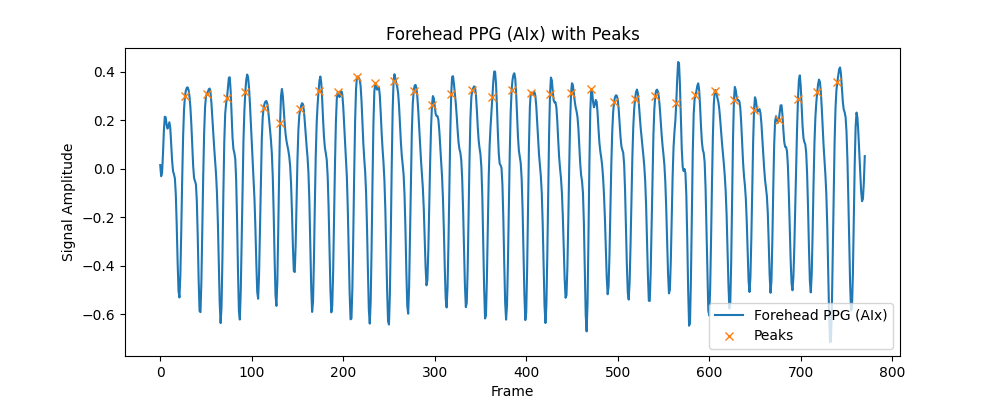 Forehead PPG (AIx) with Peaks
Signal Amplitude
0.4
0.2
0.0
−0.2
−0.4
−0.6
0 100 200 300 400 500 600 700 800
Frame
Forehead PPG (AIx)
Peaks